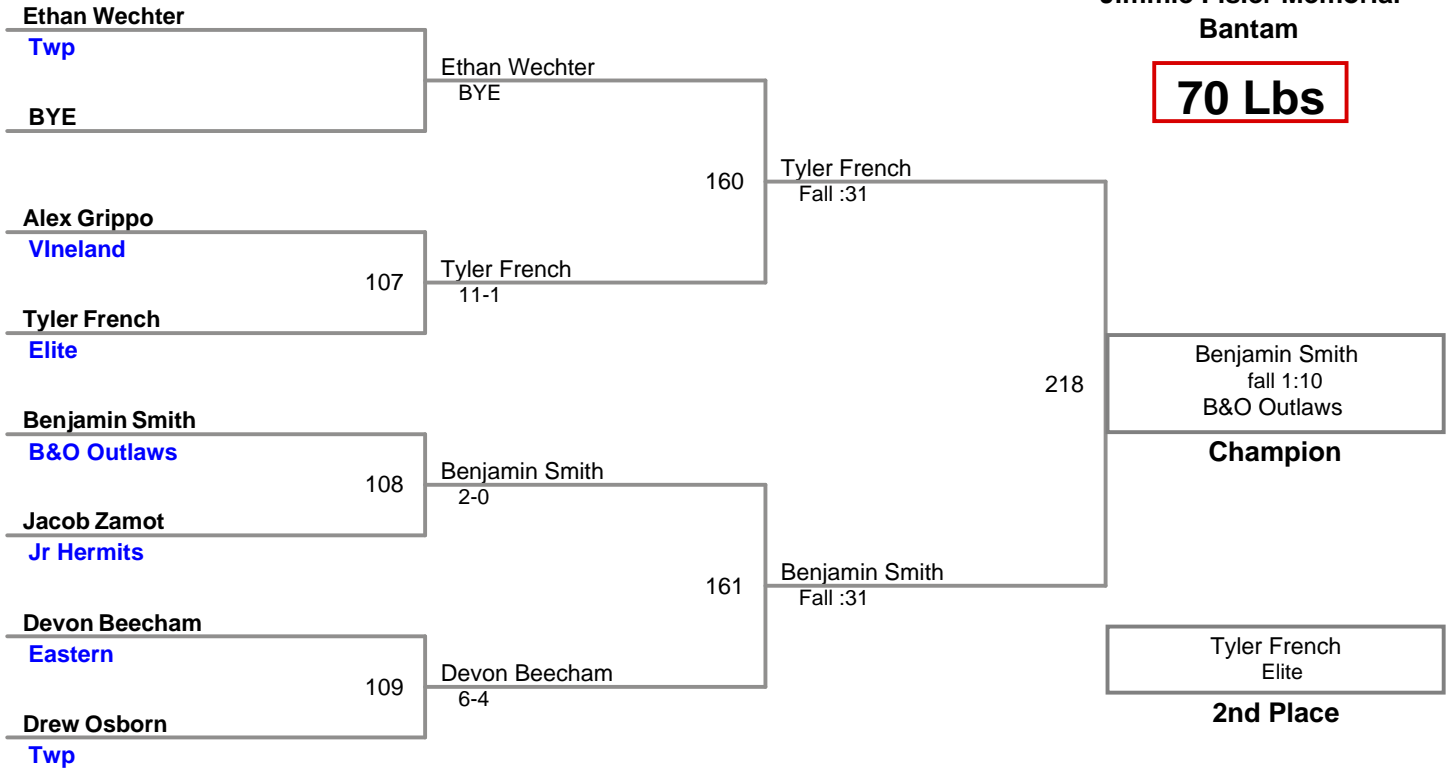 Bantam
70 Lbs
Ethan Wechter
Twp
BYE
Alex Grippo
VIneland
Tyler French
Elite
Benjamin Smith
B&O Outlaws
Jacob Zamot
Jr Hermits
Devon Beecham
Eastern
Drew Osborn
Twp
Ethan Wechter
BYE
107
Tyler French
11-1
108
Benjamin Smith
2-0
109
Devon Beecham
6-4
160
Tyler French
Fall :31
161
Benjamin Smith
Fall :31
218
Benjamin Smith
fall 1:10
B&O Outlaws
Champion
Tyler French
Elite
2nd Place